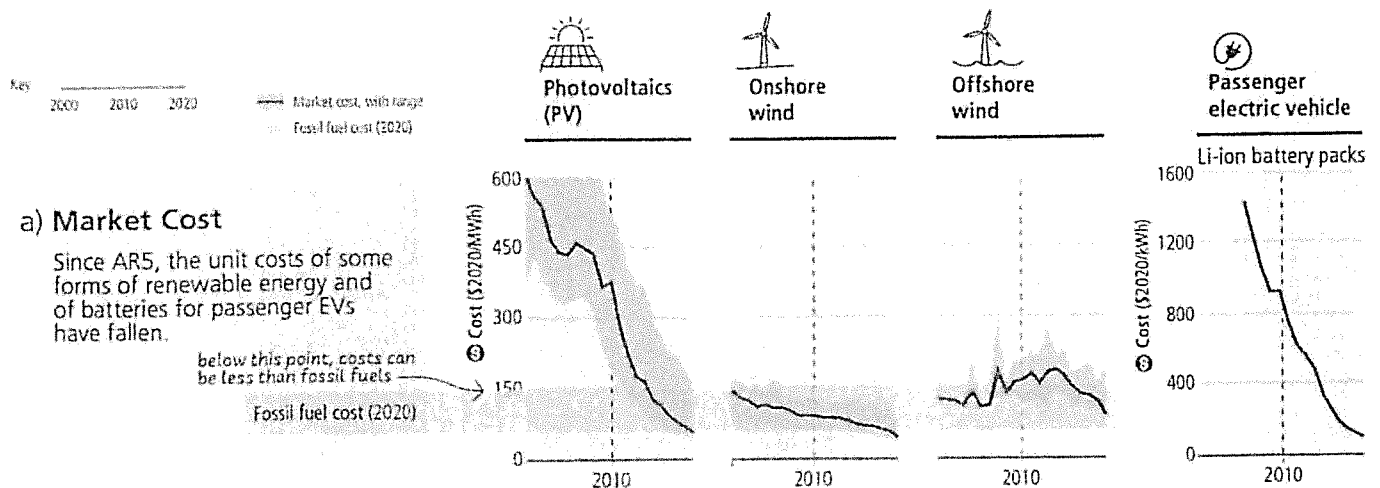 Key
2000 2010 2020
Market cost, with range
Fossil fuel cost (2020)
Photovoltaics
(PV)
Onshore
wind
Offshore
wind
Passenger
electric vehicle
a) Market Cost
Since AR5, the unit costs of some
forms of renewable energy and
of batteries for passenger EVs
have fallen.
below this point, costs can
be less than fossil fuels
Fossil fuel cost (2020)
$ Cost ($2020/MWh)
600
450
300
150
0
2010
2010
2010
Li-ion battery packs
$ Cost ($2020/kWh)
1600
1200
800
400
0
2010